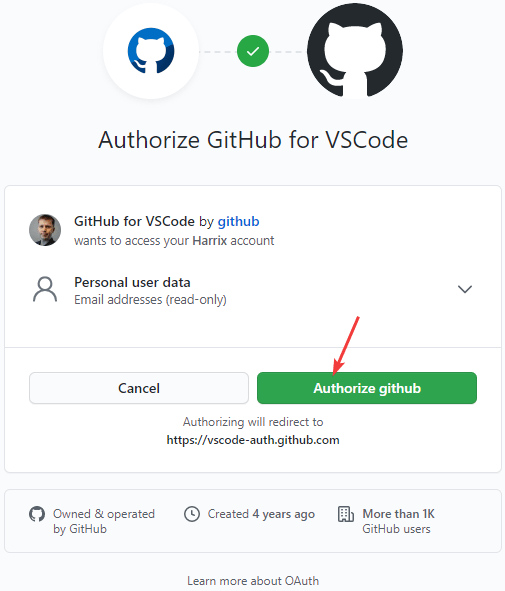 Authorize GitHub for VSCode
GitHub for VSCode by github
wants to access your Harrix account
Personal user data
Email addresses (read-only)
Cancel
Authorize github
Authorizing will redirect to
https://vscode-auth.github.com
Owned & operated
by GitHub
Created 4 years ago
More than 1K
GitHub users
Learn more about OAuth